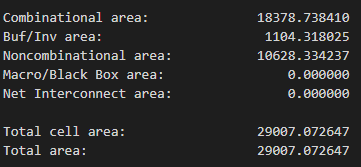 Combinational area: 18378.738410
Buf/Inv area: 1104.318025
Noncombinational area: 10628.334237
Macro/Black Box area: 0.000000
Net Interconnect area: 0.000000
Total cell area: 29007.072647
Total area: 29007.072647